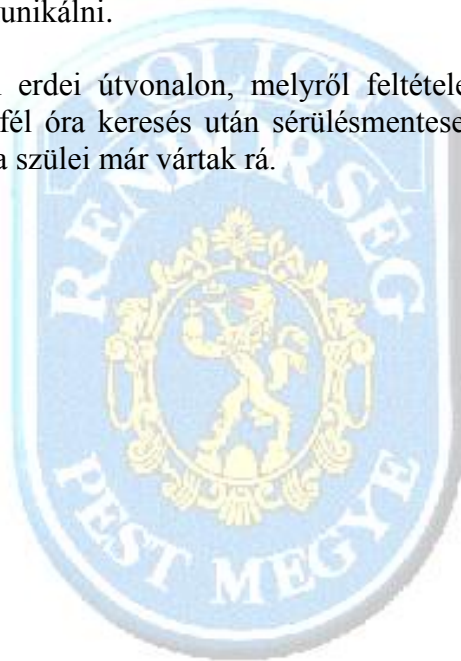 unikálni.
erdei útvonalon, melyről feltétele
fél óra keresés után sérülésmentese
a szülei már vártak rá.
POLICE
RENDŐRSÉG
PEST MEGYE